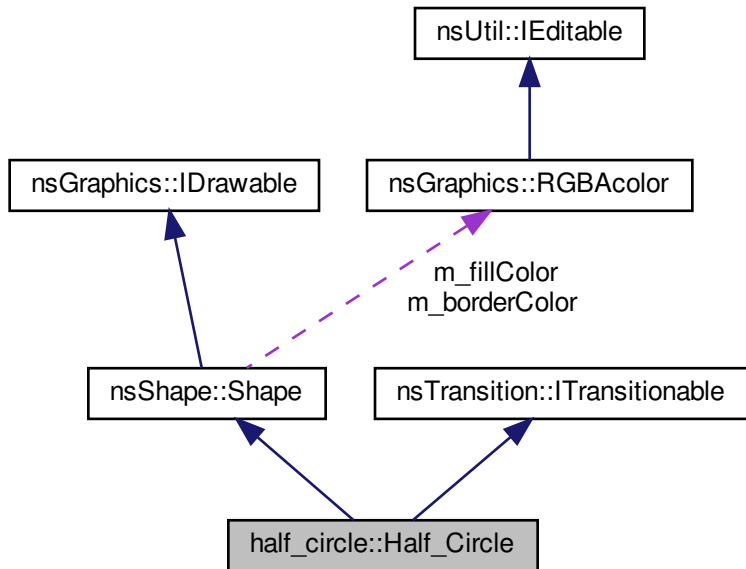 nsUtil::IEditable
nsGraphics::IDrawable
nsGraphics::RGBAcolor
m_fillColor
m_borderColor
nsShape::Shape
nsTransition::ITransitionable
half_circle::Half_Circle